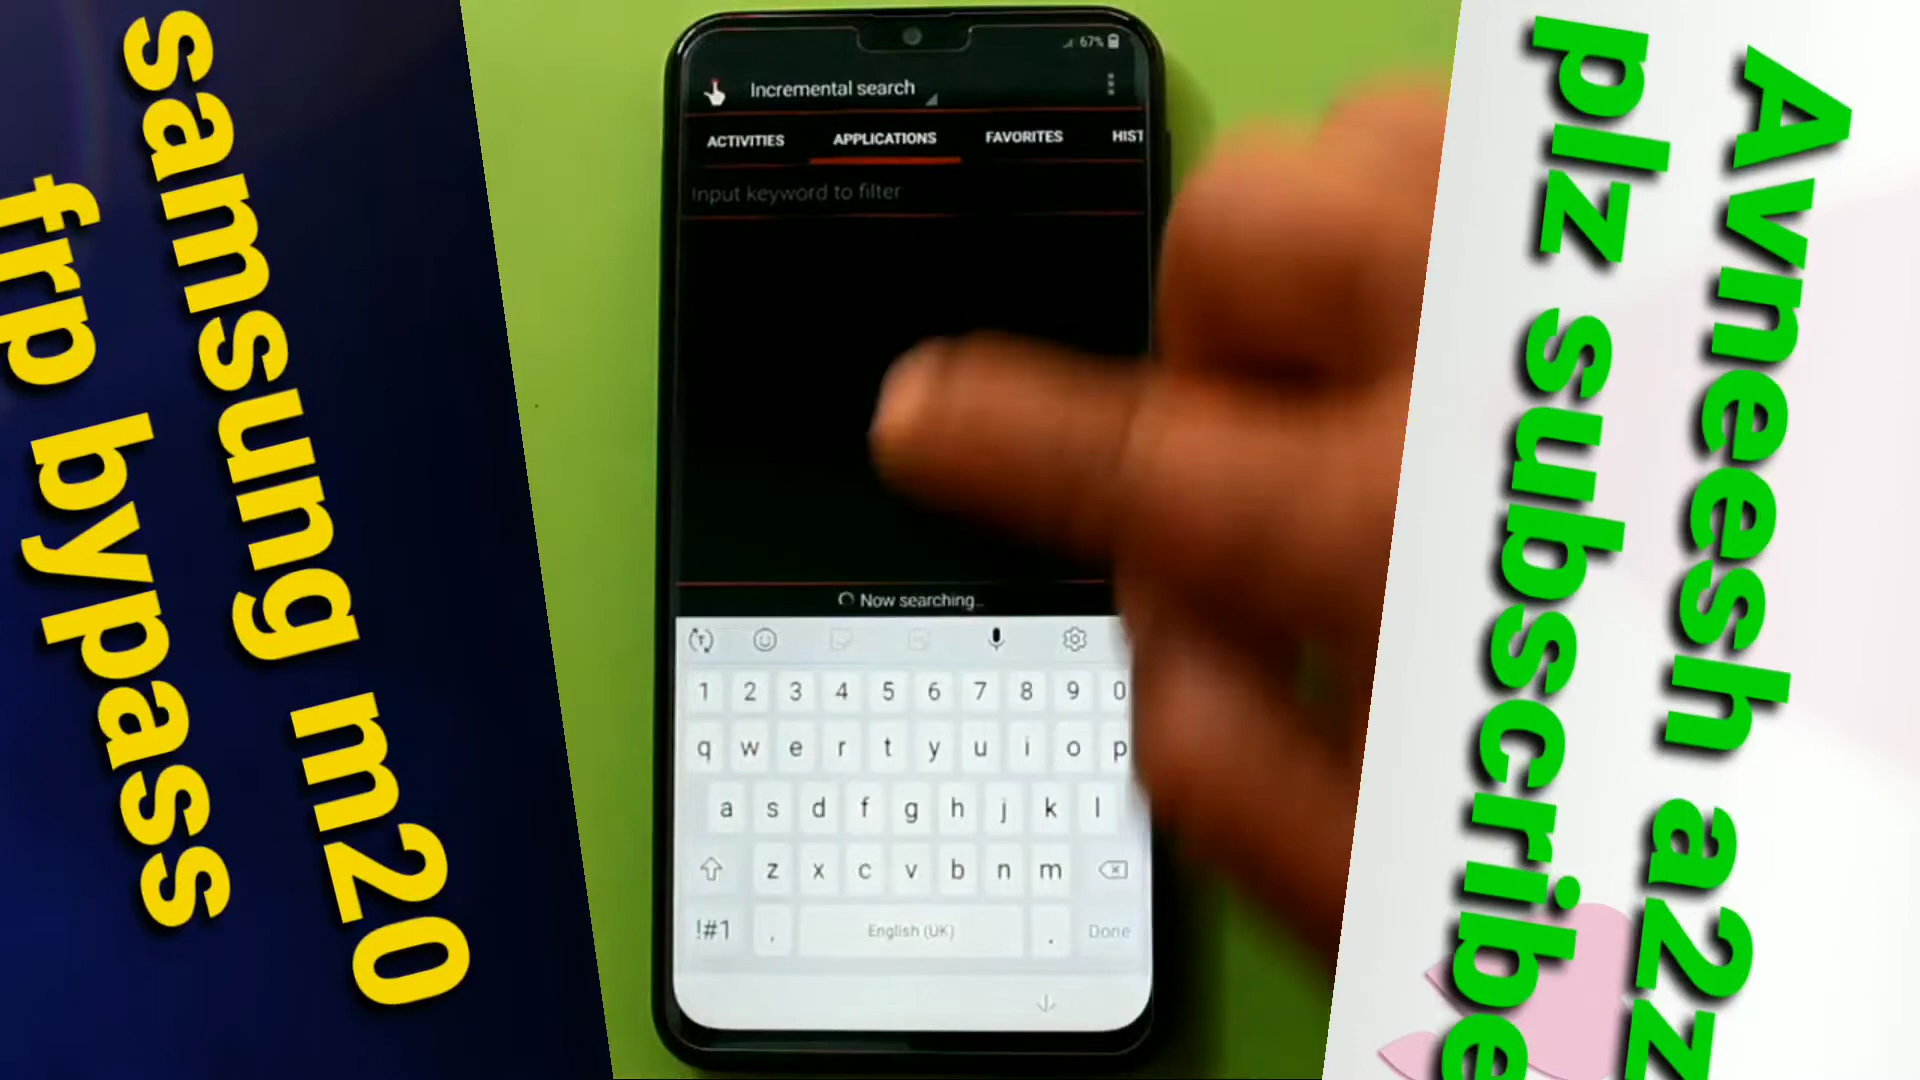 samsung m20
frp bypass
67%
Incremental search
ACTIVITIES APPLICATIONS FAVORITES HIST
Input keyword to filter
Now searching...
1 2 3 4 5 6 7 8 9 0
q w e r t y u i o p
a s d f g h j k l
z x c v b n m
!#1 , English (UK) . Done
Avneesh a2z
plz subscribe